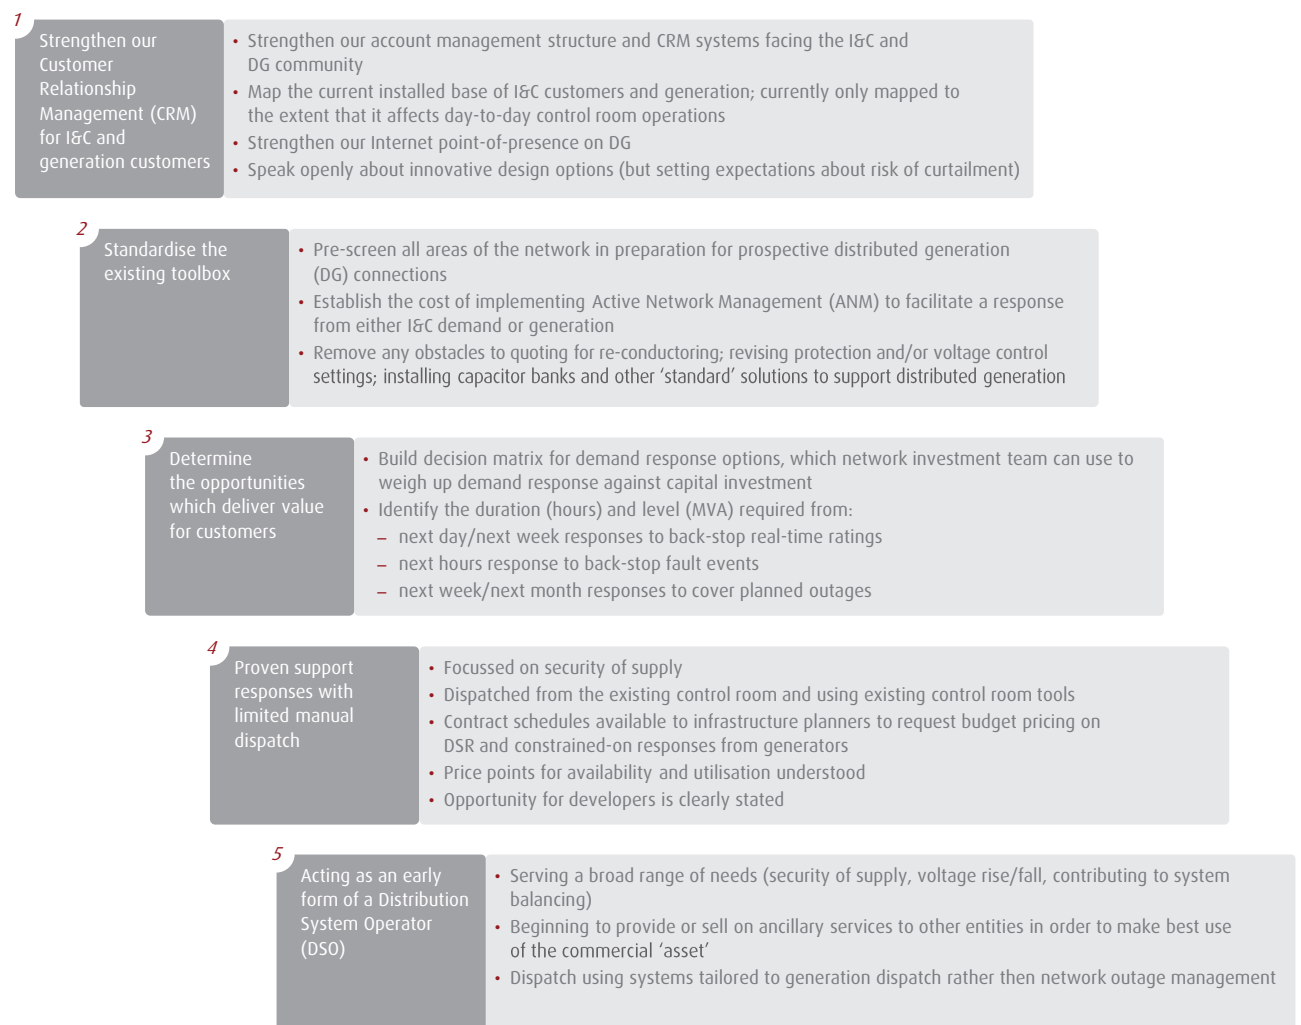 1
Strengthen our
Customer
Relationship
Management (CRM)
for I&C and
generation customers
• Strengthen our account management structure and CRM systems facing the I&C and
DG community
• Map the current installed base of I&C customers and generation; currently only mapped to
the extent that it affects day-to-day control room operations
• Strengthen our Internet point-of-presence on DG
• Speak openly about innovative design options (but setting expectations about risk of curtailment)
2
Standardise the
existing toolbox
• Pre-screen all areas of the network in preparation for prospective distributed generation
(DG) connections
• Establish the cost of implementing Active Network Management (ANM) to facilitate a response
from either I&C demand or generation
• Remove any obstacles to quoting for re-conductoring; revising protection and/or voltage control
settings; installing capacitor banks and other ‘standard’ solutions to support distributed generation
3
Determine
the opportunities
which deliver value
for customers
• Build decision matrix for demand response options, which network investment team can use to
weigh up demand response against capital investment
• Identify the duration (hours) and level (MVA) required from:
– next day/next week responses to back-stop real-time ratings
– next hours response to back-stop fault events
– next week/next month responses to cover planned outages
4
Proven support
responses with
limited manual
dispatch
• Focussed on security of supply
• Dispatched from the existing control room and using existing control room tools
• Contract schedules available to infrastructure planners to request budget pricing on
DSR and constrained-on responses from generators
• Price points for availability and utilisation understood
• Opportunity for developers is clearly stated
5
Acting as an early
form of a Distribution
System Operator
(DSO)
• Serving a broad range of needs (security of supply, voltage rise/fall, contributing to system
balancing)
• Beginning to provide or sell on ancillary services to other entities in order to make best use
of the commercial ‘asset’
• Dispatch using systems tailored to generation dispatch rather then network outage management